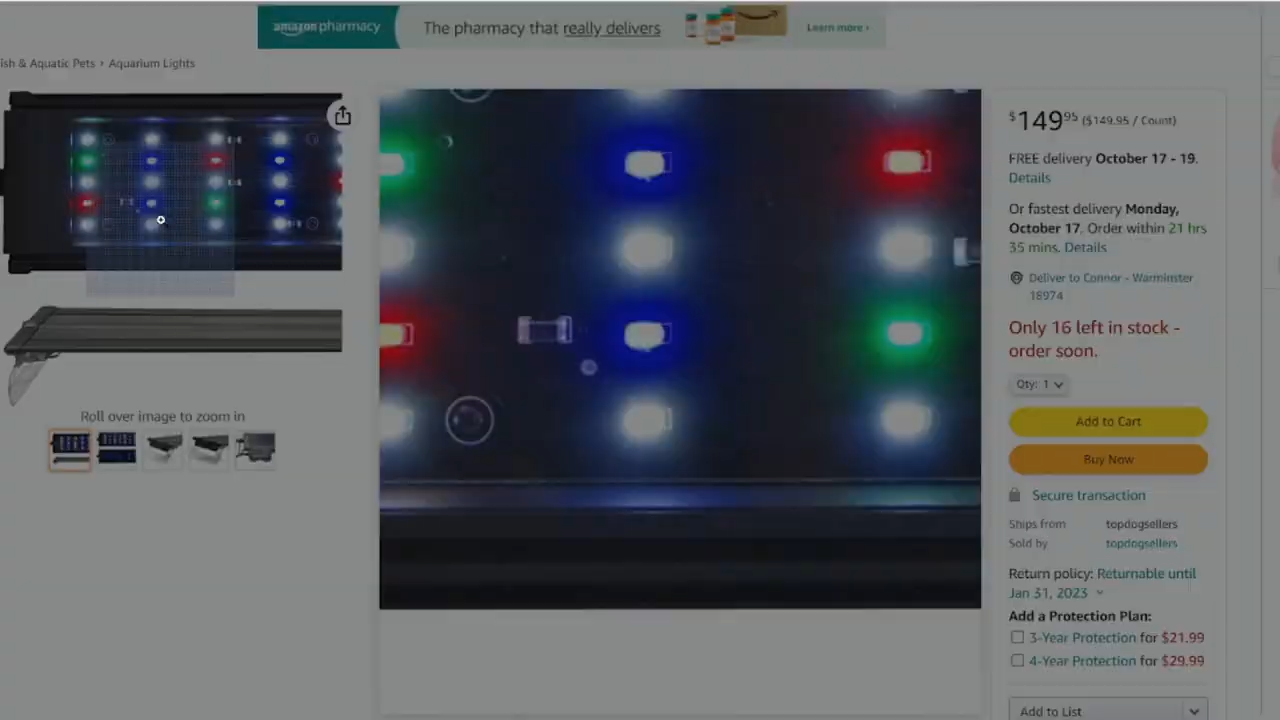 amazon pharmacy
The pharmacy that really delivers
Learn more ›
ish & Aquatic Pets › Aquarium Lights
$149.95 ($149.95 / Count)
FREE delivery October 17 - 19.
Details
Or fastest delivery Monday,
October 17. Order within 21 hrs
35 mins. Details
Deliver to Connor - Warminster
18974
Only 16 left in stock -
order soon.
Qty: 1
Roll over image to zoom in
Add to Cart
Buy Now
Secure transaction
Ships from topdogsellers
Sold by topdogsellers
Return policy: Returnable until
Jan 31, 2023
Add a Protection Plan:
3-Year Protection for $21.99
4-Year Protection for $29.99
Add to List